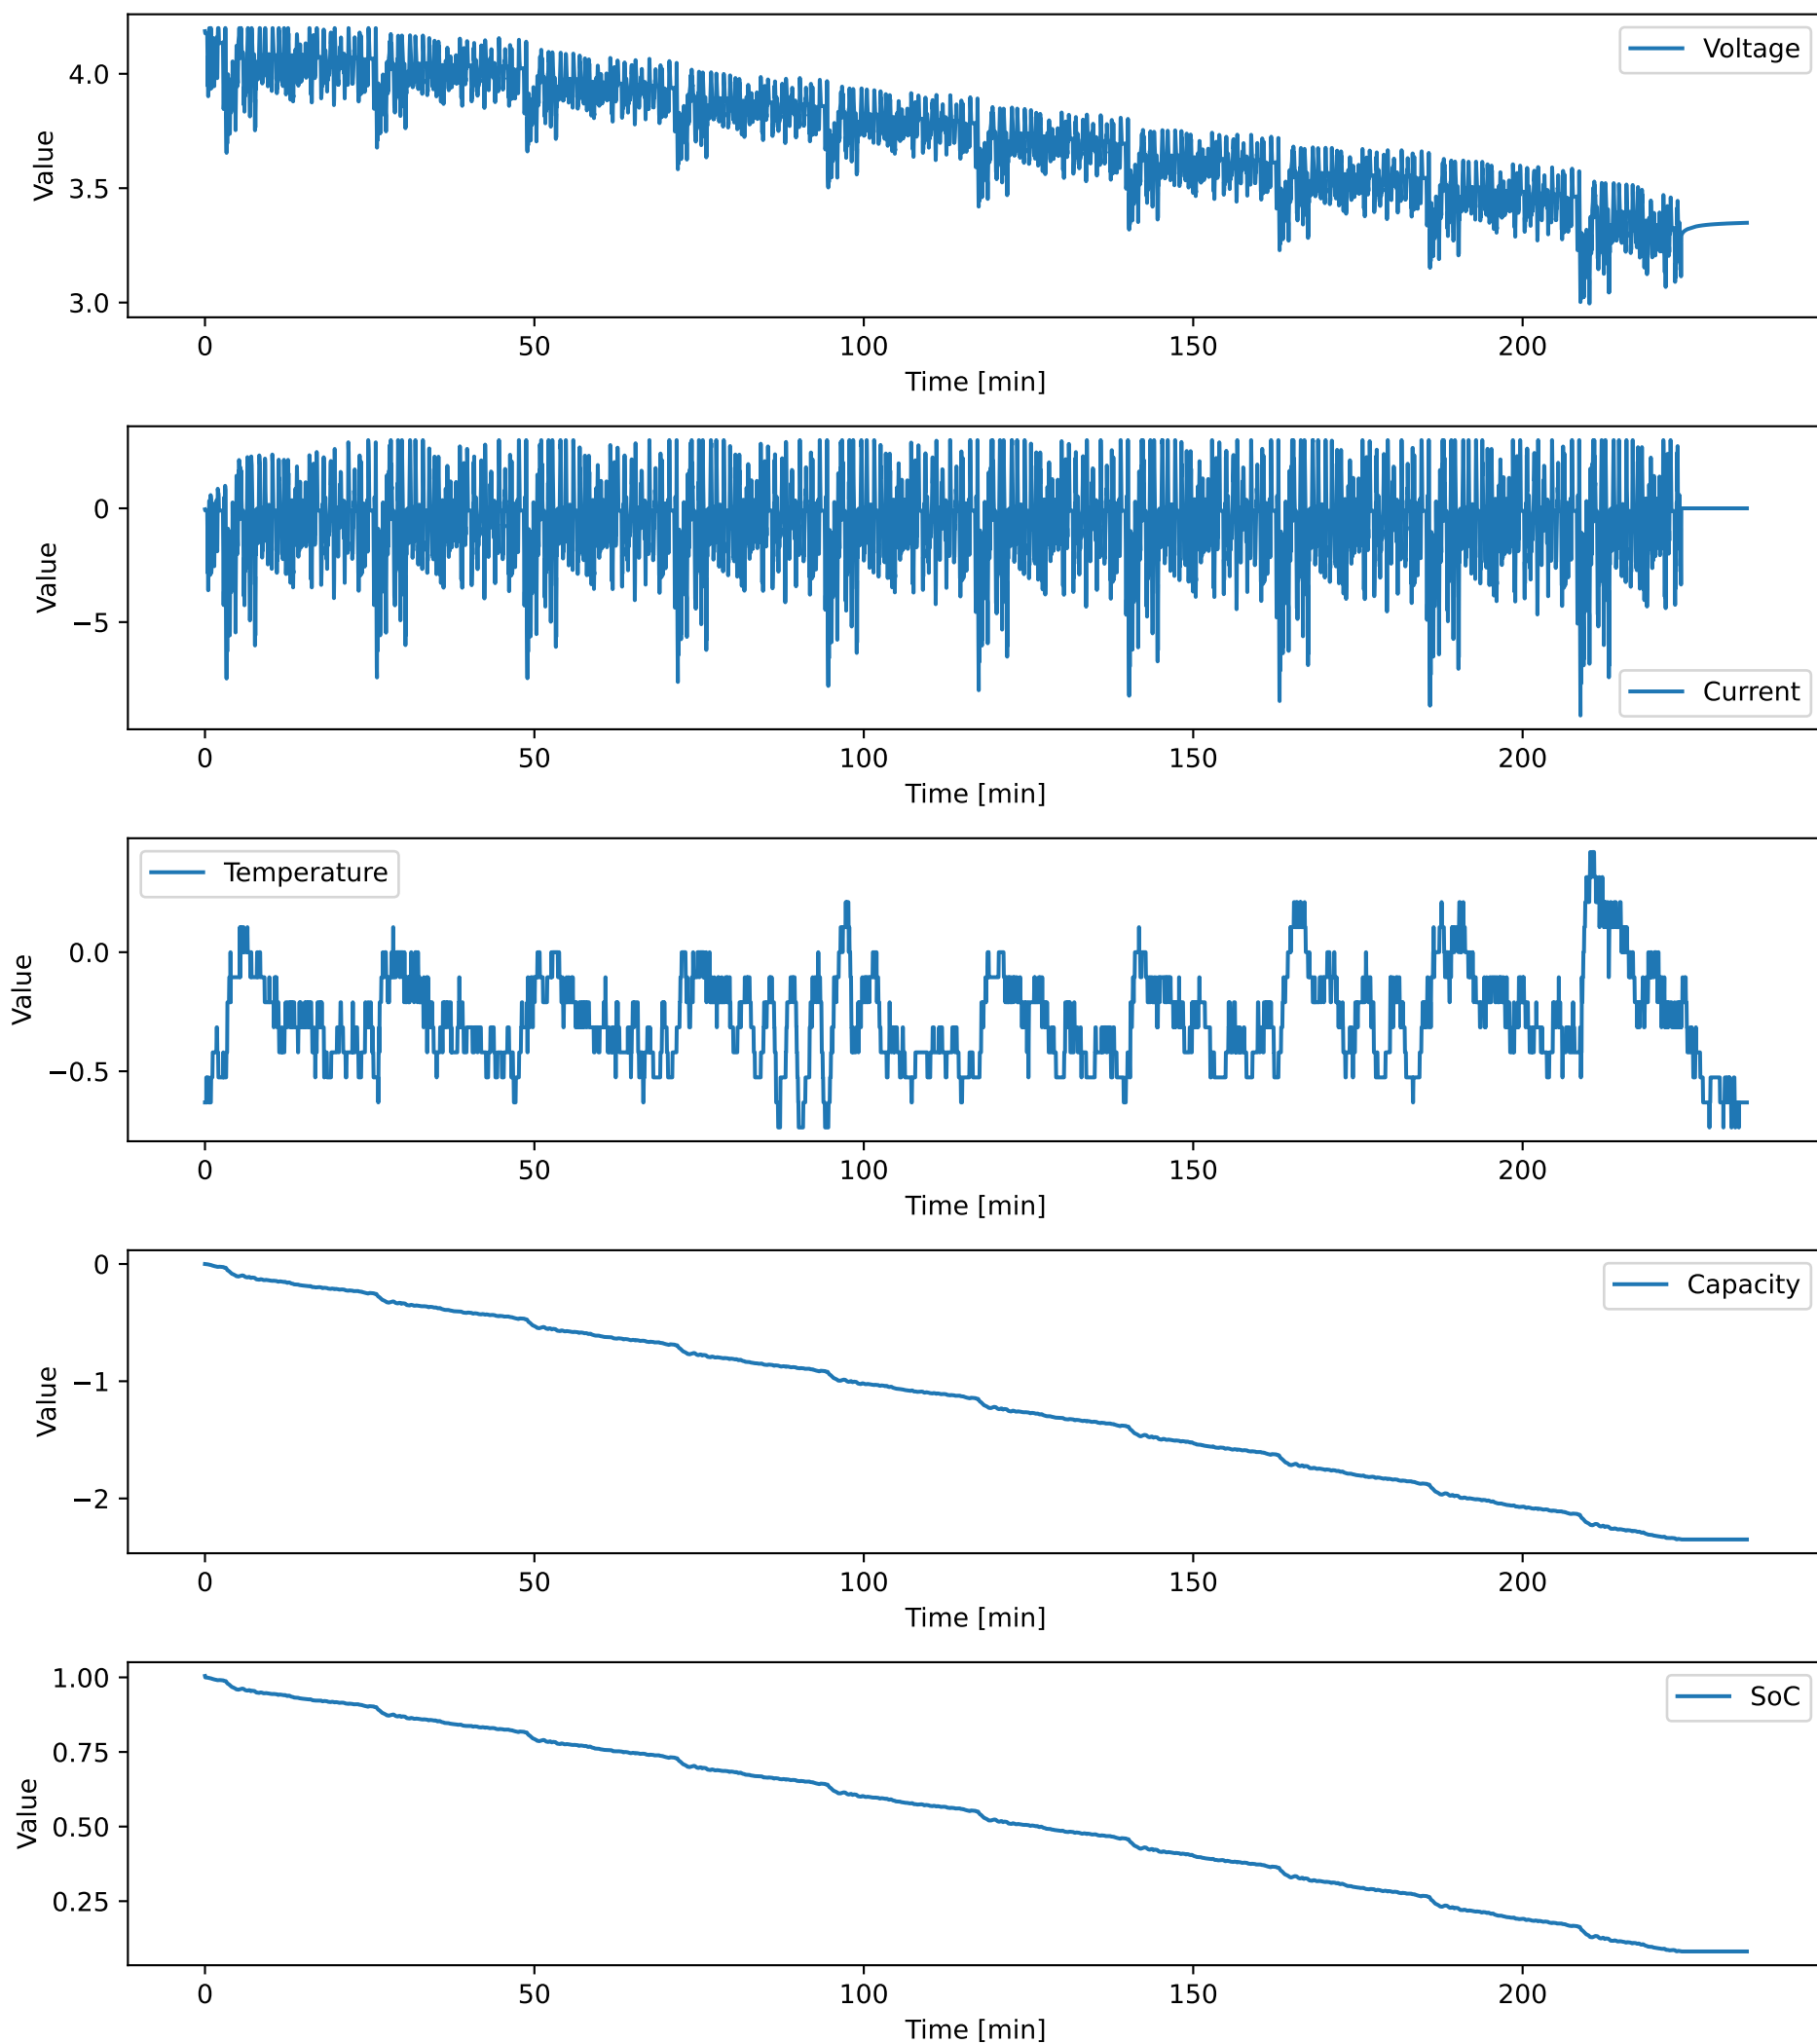 Voltage
4.0
3.5
3.0
Value
0 50 100 150 200
Time [min]
0
−5
Value
Current
0 50 100 150 200
Time [min]
Temperature
0.0
−0.5
Value
0 50 100 150 200
Time [min]
Capacity
0
−1
−2
Value
0 50 100 150 200
Time [min]
SoC
1.00
0.75
0.50
0.25
Value
0 50 100 150 200
Time [min]